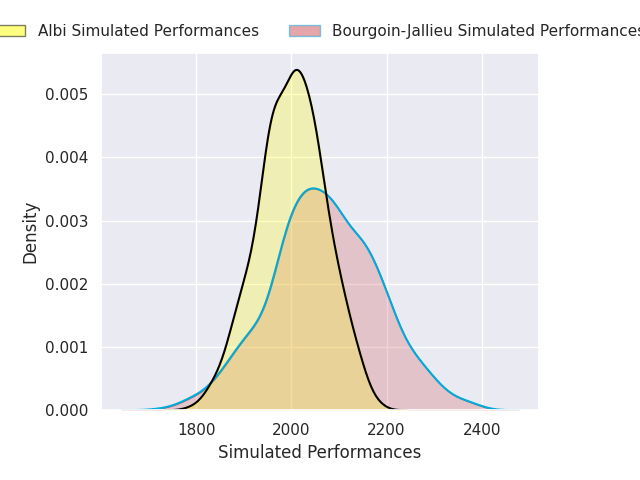 Albi Simulated Performances
Bourgoin-Jallieu Simulated Performances
0.005
0.004
0.003
0.002
0.001
0.000
Density
1800
2000
2200
2400
Simulated Performances